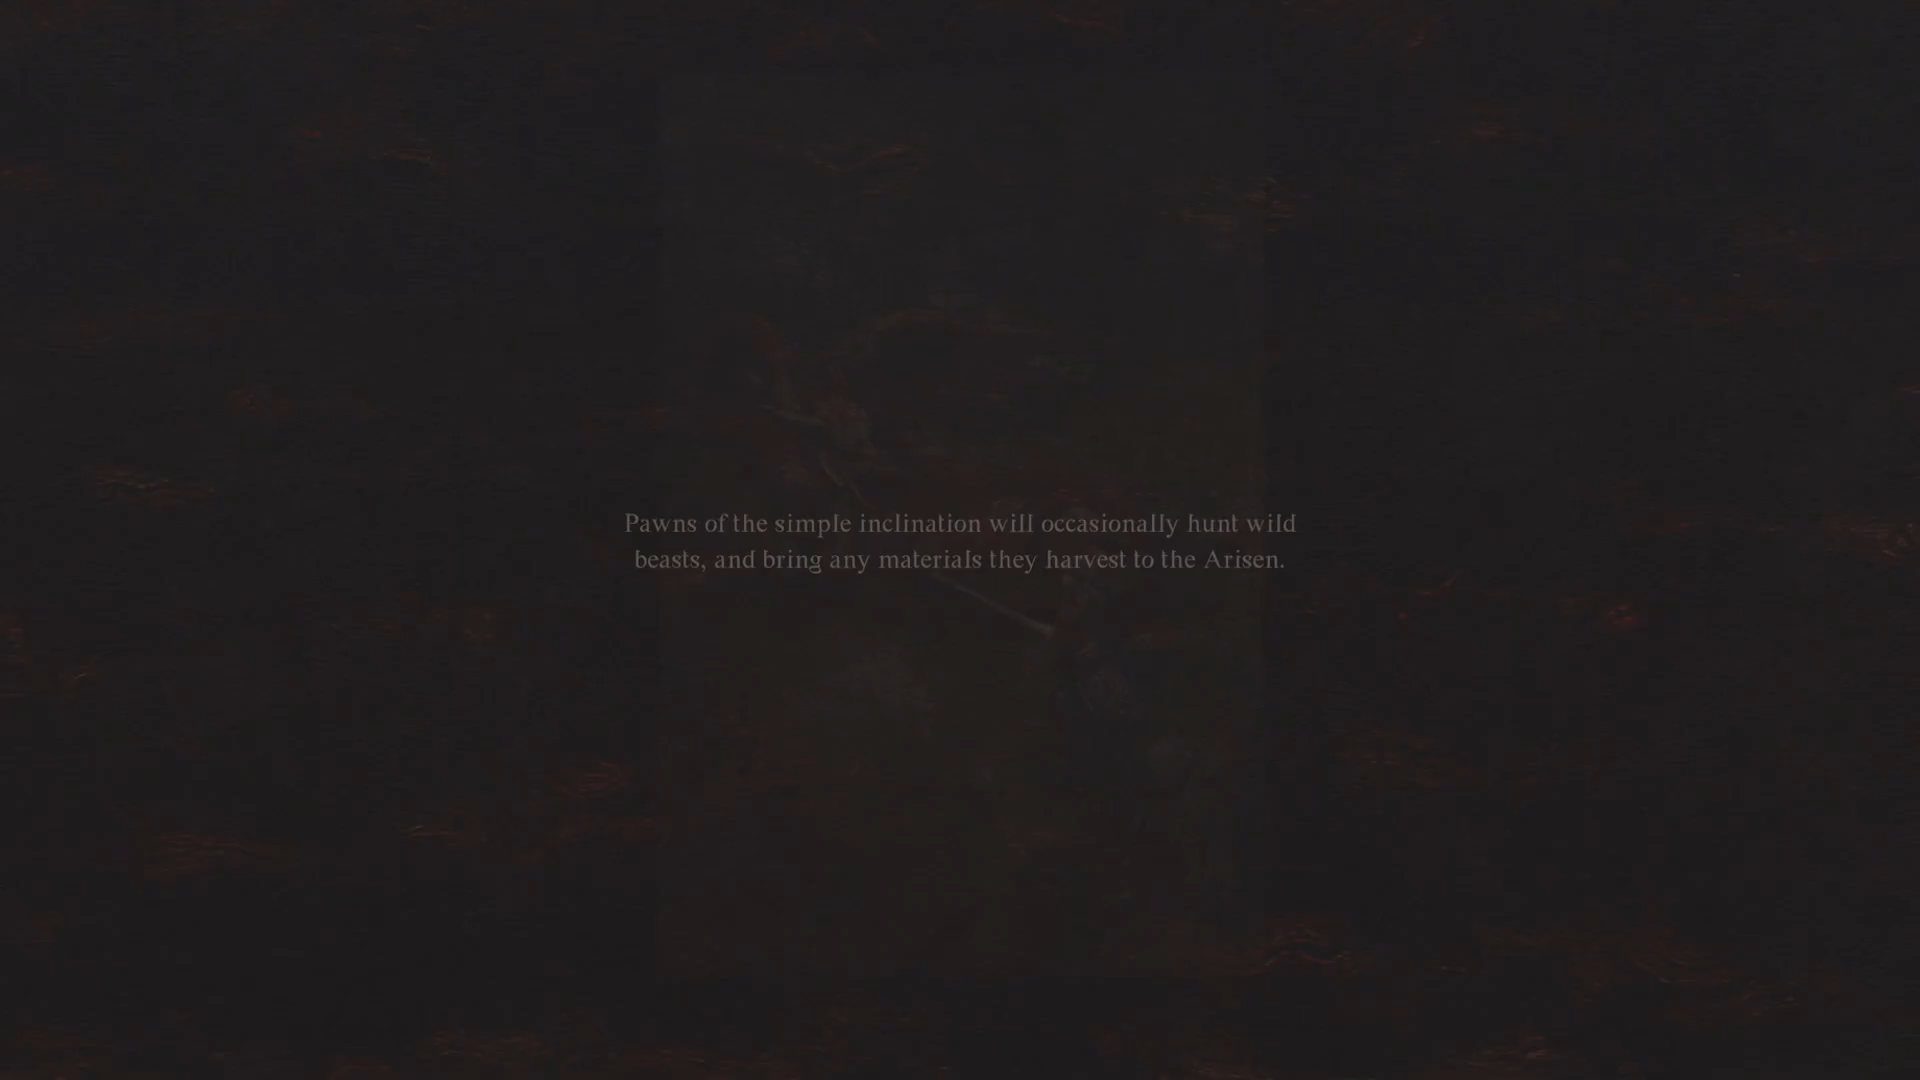 Pawns of the simple inclination will occasionally hunt wild
beasts, and bring any materials they harvest to the Arisen.